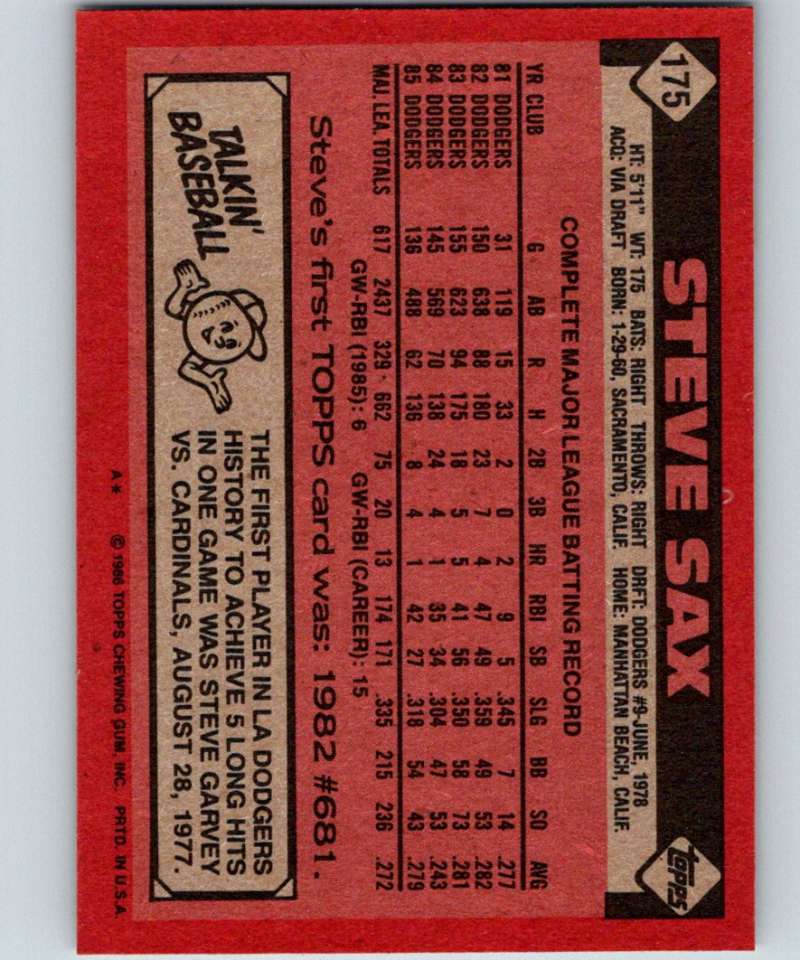 175
STEVE SAX
TOPPS
HT: 5'11" WT: 175 BATS: RIGHT THROWS: RIGHT DRFT: DODGERS #9-JUNE, 1978
ACQ: VIA DRAFT BORN: 1-29-60, SACRAMENTO, CALIF. HOME: MANHATTAN BEACH, CALIF.
COMPLETE MAJOR LEAGUE BATTING RECORD
YR CLUB G AB R H 2B 3B HR RBI SB SLG BB SO AVG
81 DODGERS 31 119 15 33 2 0 2 9 5 .345 7 14 .277
82 DODGERS 150 638 88 180 23 7 4 47 49 .359 49 53 .282
83 DODGERS 155 623 94 175 18 5 5 41 56 .350 58 73 .281
84 DODGERS 145 569 70 138 24 4 1 35 34 .304 47 53 .243
85 DODGERS 136 488 62 136 8 4 1 42 27 .318 54 43 .279
MAJ. LEA. TOTALS 617 2437 329 662 75 20 13 174 171 .335 215 236 .272
GW-RBI (1985): 6 GW-RBI (CAREER): 15
Steve's first TOPPS card was: 1982 #681.
TALKIN'
BASEBALL
THE FIRST PLAYER IN LA DODGERS
HISTORY TO ACHIEVE 5 LONG HITS
IN ONE GAME WAS STEVE GARVEY
VS. CARDINALS, AUGUST 28, 1977.
A* © 1986 TOPPS CHEWING GUM, INC. PRTD. IN U.S.A.